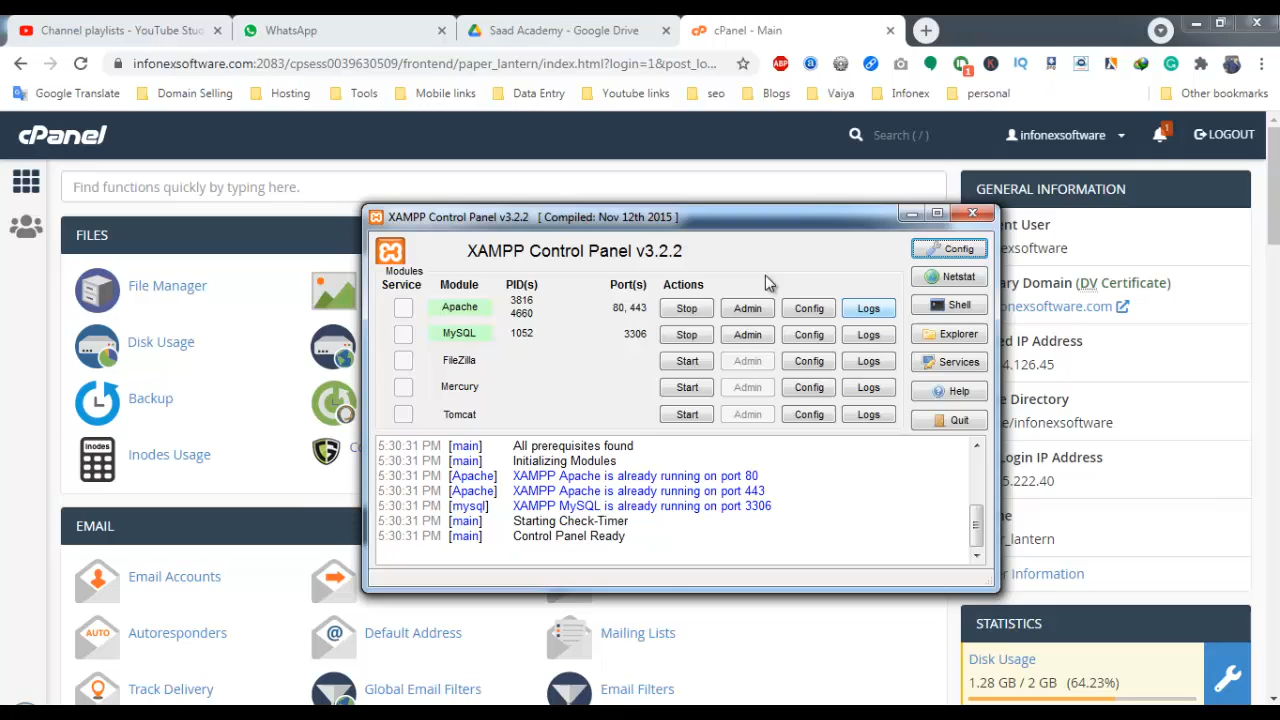 Channel playlists - YouTube Stu
WhatsApp
Saad Academy - Google Drive
cPanel - Main
infonexsoftware.com:2083/cpsess0039630509/frontend/paper_lantern/index.html?login=1&post_lo...
Google Translate
Domain Selling
Hosting
Tools
Mobile links
Data Entry
Youtube links
seo
Blogs
Vaiya
Infonex
personal
Other bookmarks
cPanel
Search ( / )
infonexsoftware
1
LOGOUT
Find functions quickly by typing here.
FILES
File Manager
Disk Usage
Backup
Inodes Usage
EMAIL
Email Accounts
Autoresponders
Default Address
Mailing Lists
Track Delivery
Global Email Filters
Email Filters
XAMPP Control Panel v3.2.2 [ Compiled: Nov 12th 2015 ]
XAMPP Control Panel v3.2.2
Config
Modules
Service
Module
PID(s)
Port(s)
Actions
Netstat
Apache
3816
4660
80, 443
Stop
Admin
Config
Logs
Shell
MySQL
1052
3306
Stop
Admin
Config
Logs
Explorer
FileZilla
Start
Admin
Config
Logs
Services
Mercury
Start
Admin
Config
Logs
Help
Tomcat
Start
Admin
Config
Logs
Quit
5:30:31 PM [main] All prerequisites found
5:30:31 PM [main] Initializing Modules
5:30:31 PM [Apache] XAMPP Apache is already running on port 80
5:30:31 PM [Apache] XAMPP Apache is already running on port 443
5:30:31 PM [mysql] XAMPP MySQL is already running on port 3306
5:30:31 PM [main] Starting Check-Timer
5:30:31 PM [main] Control Panel Ready
GENERAL INFORMATION
ent User
exsoftware
ary Domain (DV Certificate)
exsoftware.com
ed IP Address
4.126.45
e Directory
e/infonexsoftware
Login IP Address
5.222.40
ne
r_lantern
r Information
STATISTICS
Disk Usage
1.28 GB / 2 GB (64.23%)